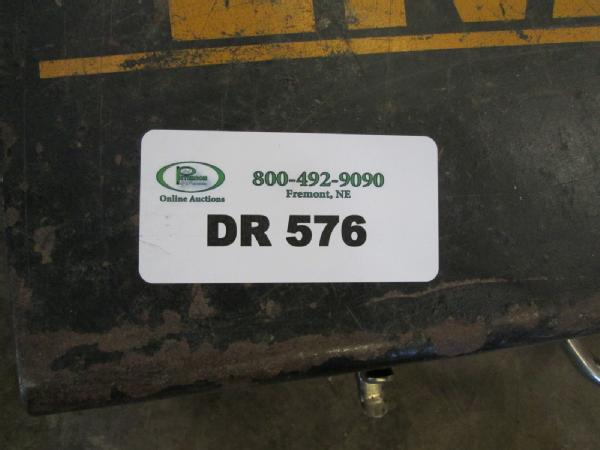 800-492-9090
Fremont, NE
Online Auctions
DR 576